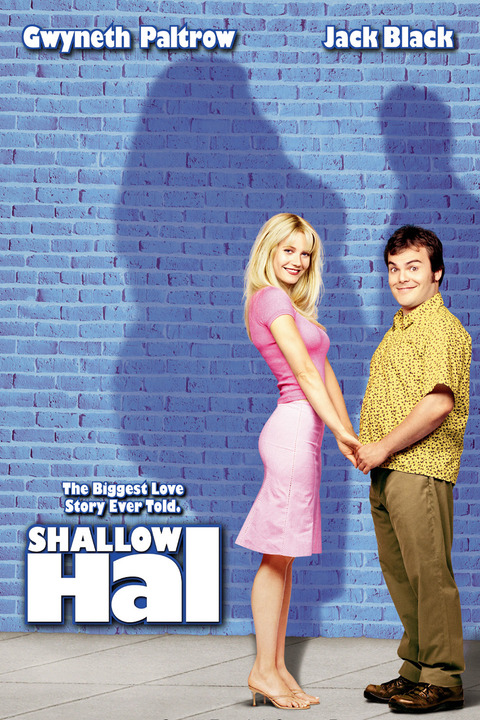 Gwyneth Paltrow
Jack Black
The Biggest Love
Story Ever Told.
SHALLOW
Hal